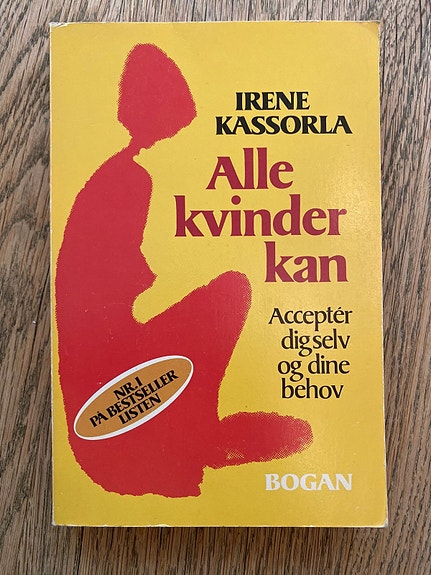 IRENE
KASSORLA
Alle
kvinder
kan
Acceptér
dig selv
og dine
behov
NR. 1
PÅ BESTSELLER
LISTEN
BOGAN